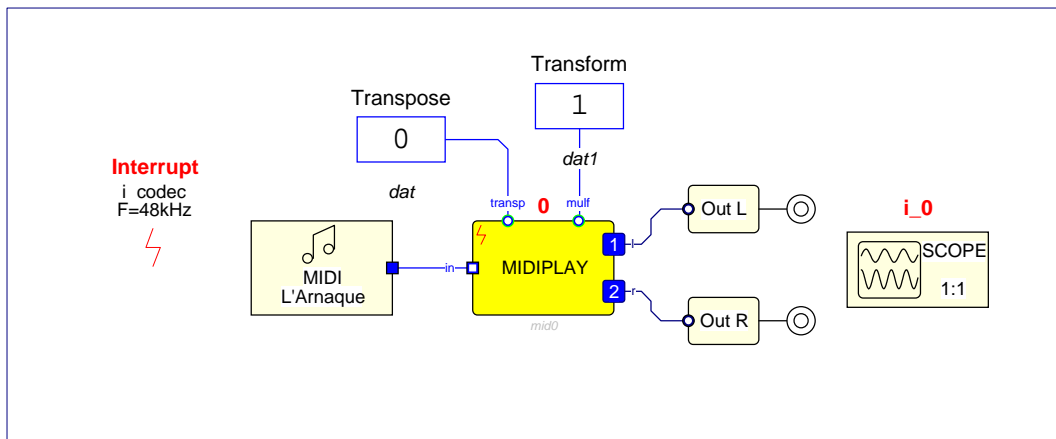 Transform
1
Transpose
0
dat1
Interrupt
i_codec
F=48kHz
dat
transp
0
mulf
Out L
i_0
MIDI
L'Arnaque
in
MIDIPLAY
1
l
2
r
mid0
Out R
SCOPE
1:1